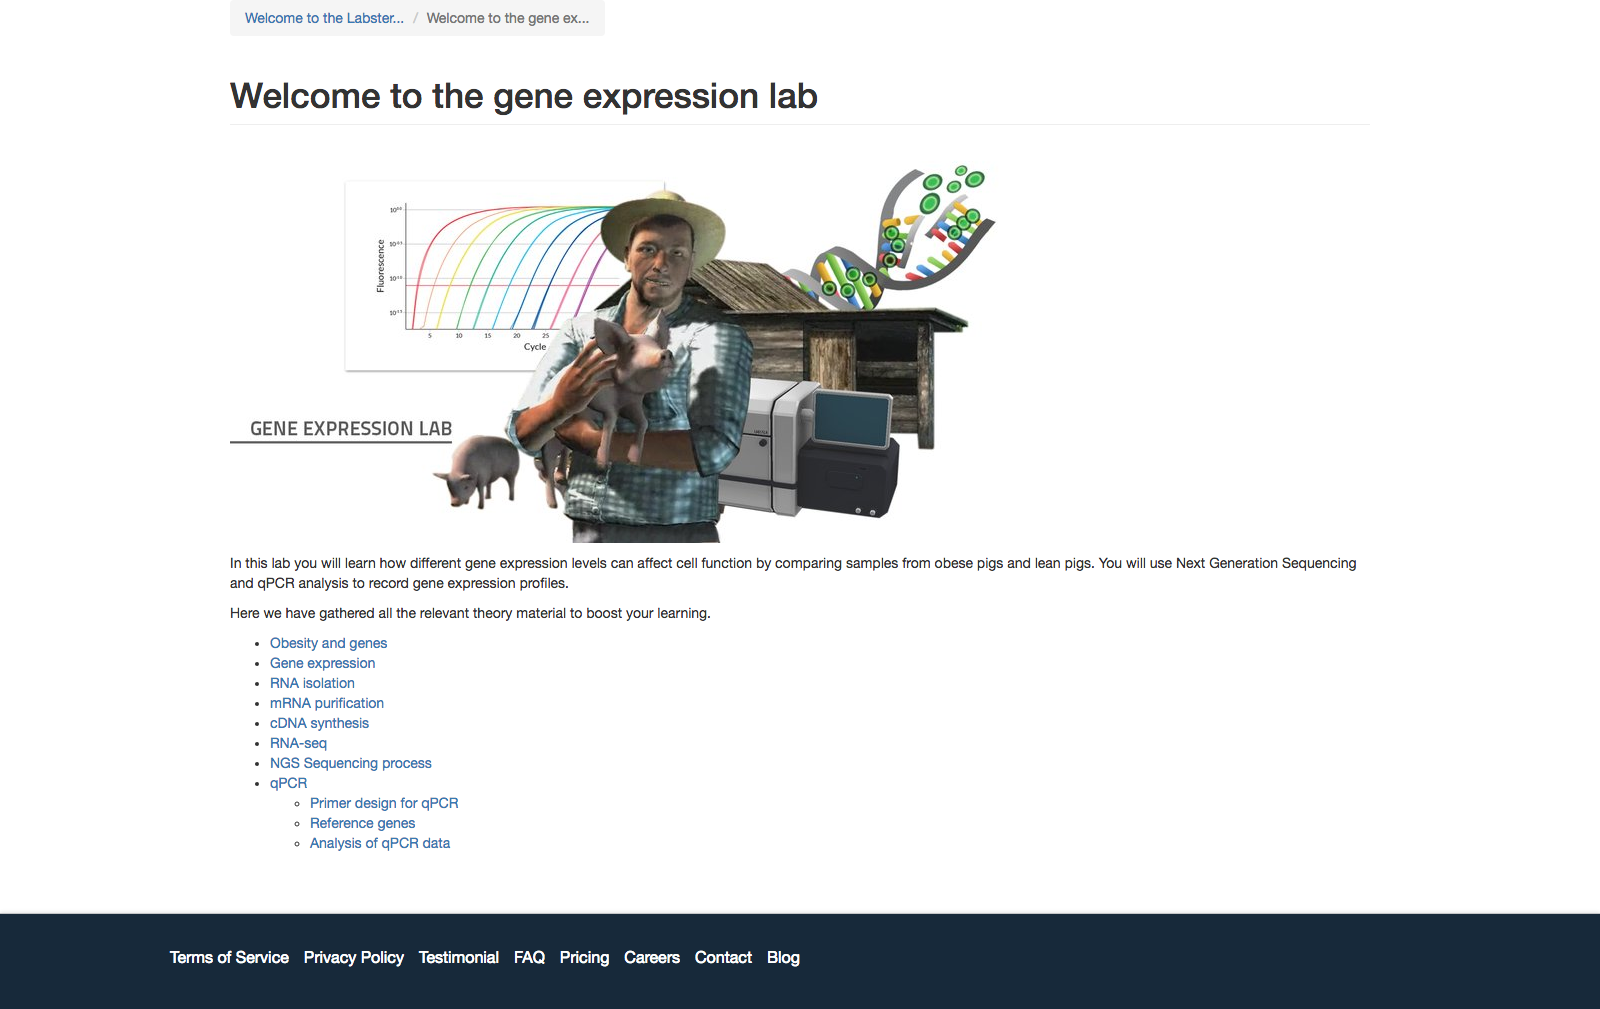 Welcome to the Labster... / Welcome to the gene ex...
Welcome to the gene expression lab
Fluorescence
5 10 15 20 25
Cycle
GENE EXPRESSION LAB
In this lab you will learn how different gene expression levels can affect cell function by comparing samples from obese pigs and lean pigs. You will use Next Generation Sequencing
and qPCR analysis to record gene expression profiles.
Here we have gathered all the relevant theory material to boost your learning.
Obesity and genes
Gene expression
RNA isolation
mRNA purification
cDNA synthesis
RNA-seq
NGS Sequencing process
qPCR
Primer design for qPCR
Reference genes
Analysis of qPCR data
Terms of Service Privacy Policy Testimonial FAQ Pricing Careers Contact Blog